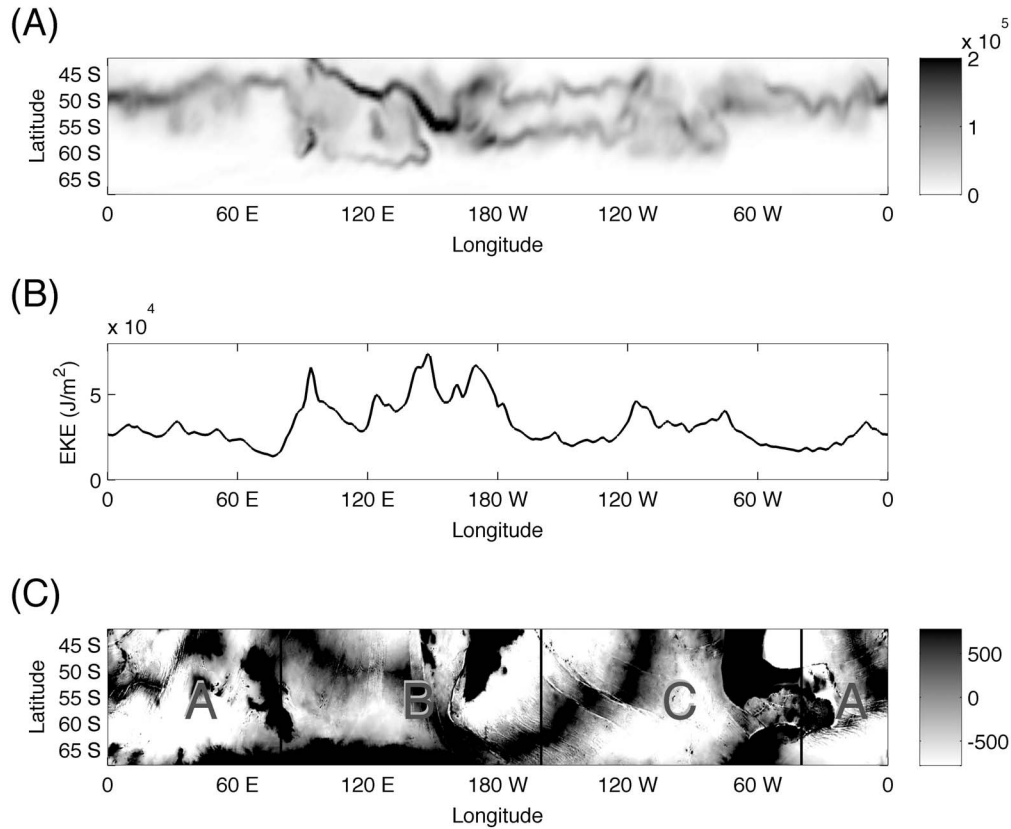 (A)
x 10^5
45 S
50 S
55 S
60 S
65 S
Latitude
2
1
0
0
60 E
120 E
180 W
120 W
60 W
0
Longitude
(B)
x 10^4
EKE (J/m^2)
5
0
0
60 E
120 E
180 W
120 W
60 W
0
Longitude
(C)
45 S
50 S
55 S
60 S
65 S
Latitude
A
B
C
A
500
0
-500
0
60 E
120 E
180 W
120 W
60 W
0
Longitude